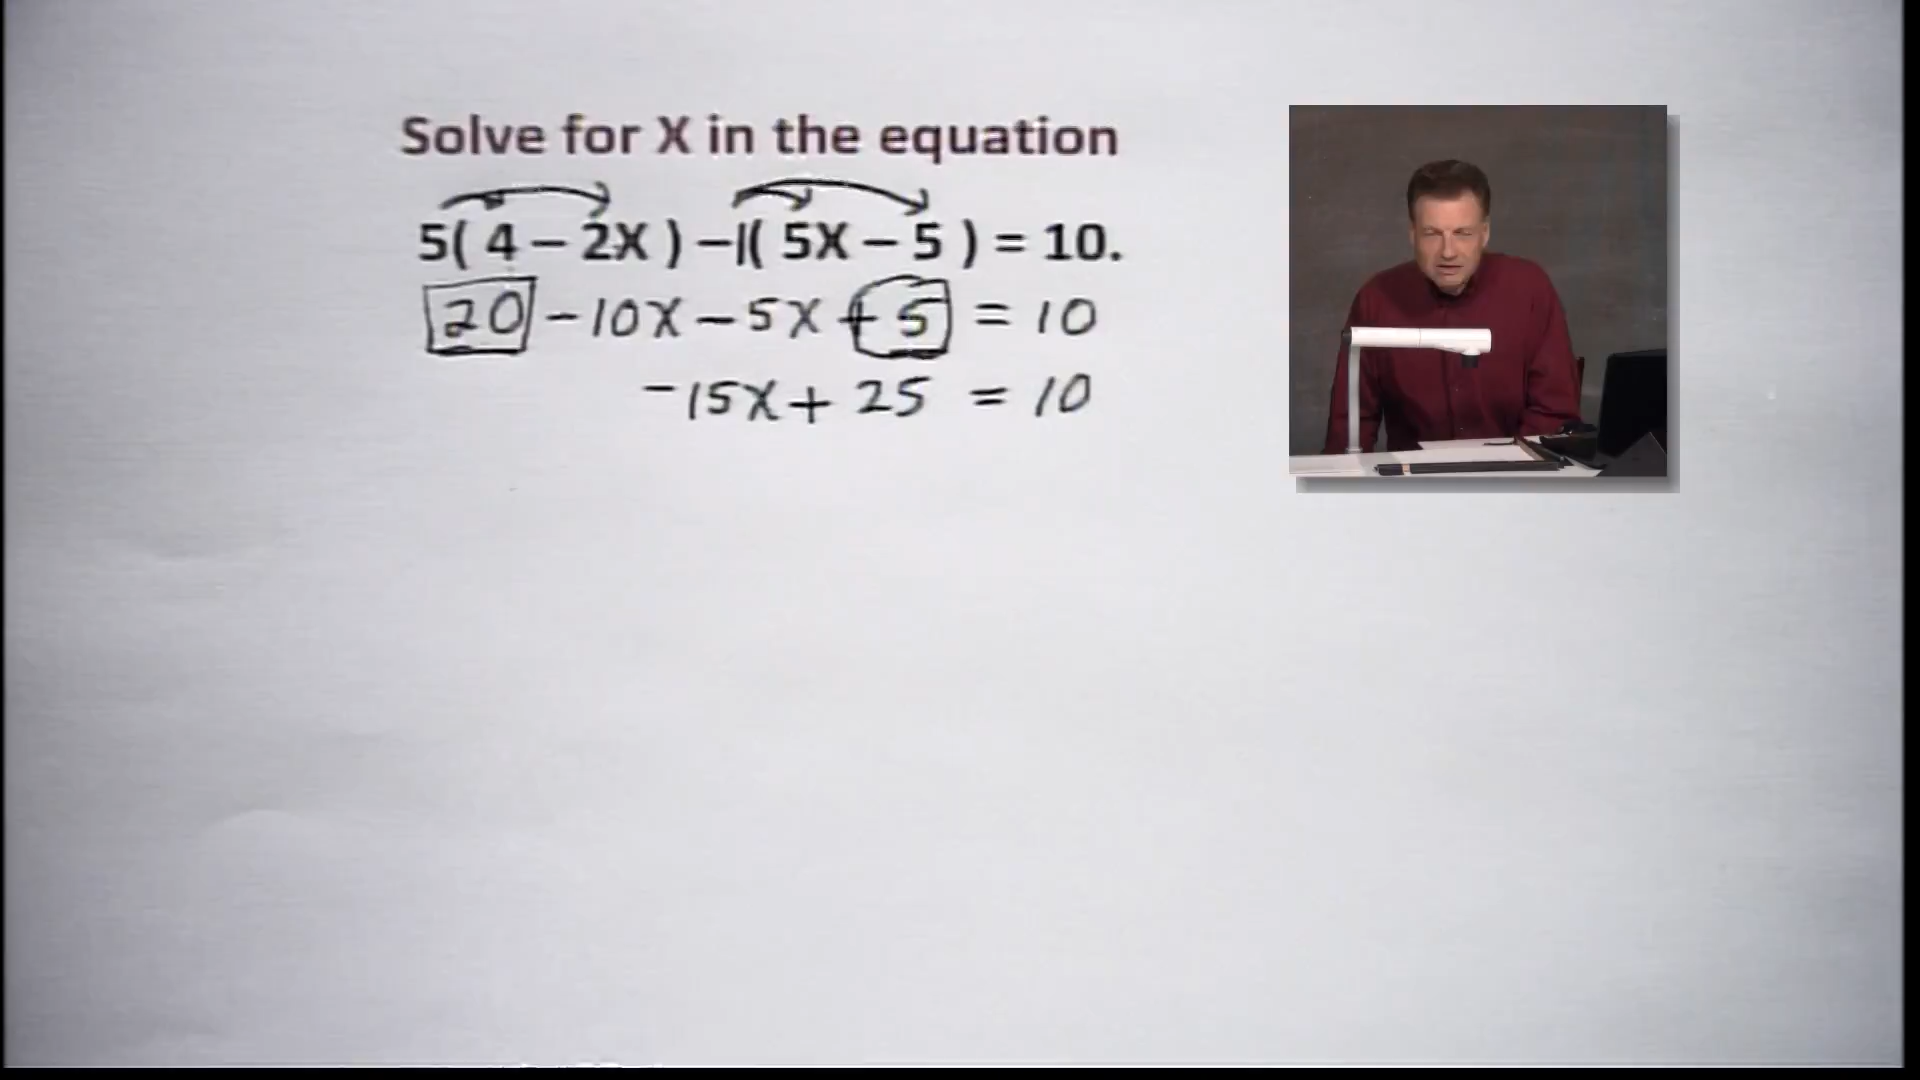 Solve for X in the equation
5( 4 – 2X ) –1( 5X – 5 ) = 10.
20 – 10X – 5X + 5 = 10
-15X + 25 = 10